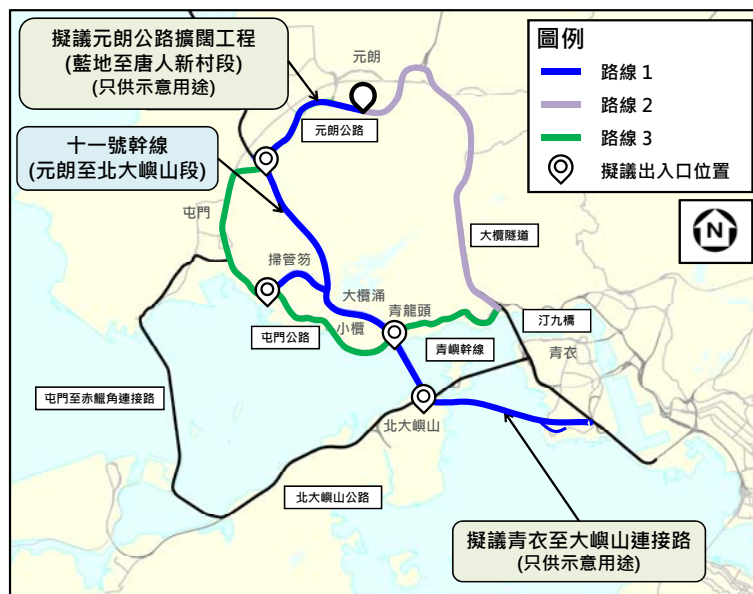 擬議元朗公路擴闊工程
(藍地至唐人新村段)
(只供示意用途)
元朗
圖例
路線 1
路線 2
路線 3
擬議出入口位置
元朗公路
十一號幹線
(元朗至北大嶼山段)
N
屯門
大欖隧道
掃管笏
大欖涌
青龍頭
小欖
屯門公路
青嶼幹線
汀九橋
青衣
屯門至赤鱲角連接路
北大嶼山
北大嶼山公路
擬議青衣至大嶼山連接路
(只供示意用途)